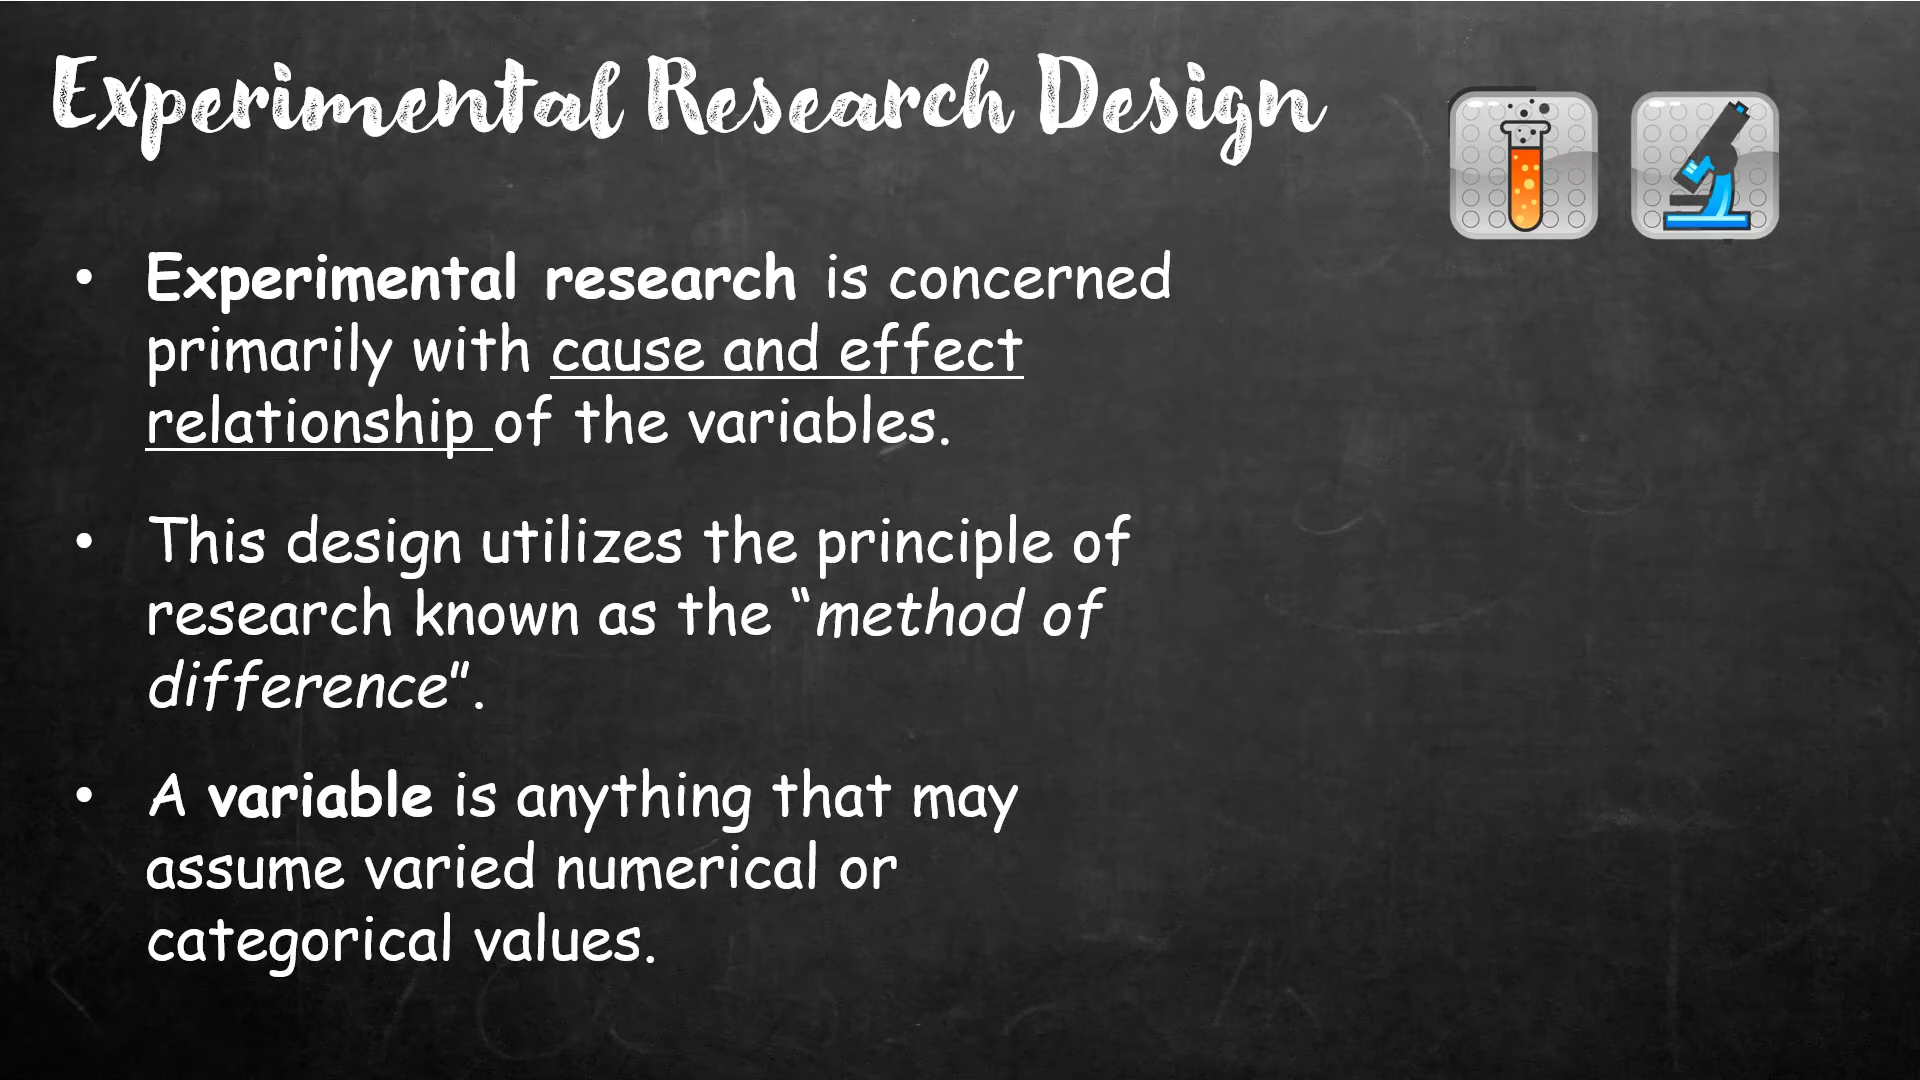 Experimental Research Design
• Experimental research is concerned
primarily with cause and effect
relationship of the variables.
• This design utilizes the principle of
research known as the “method of
difference”.
• A variable is anything that may
assume varied numerical or
categorical values.